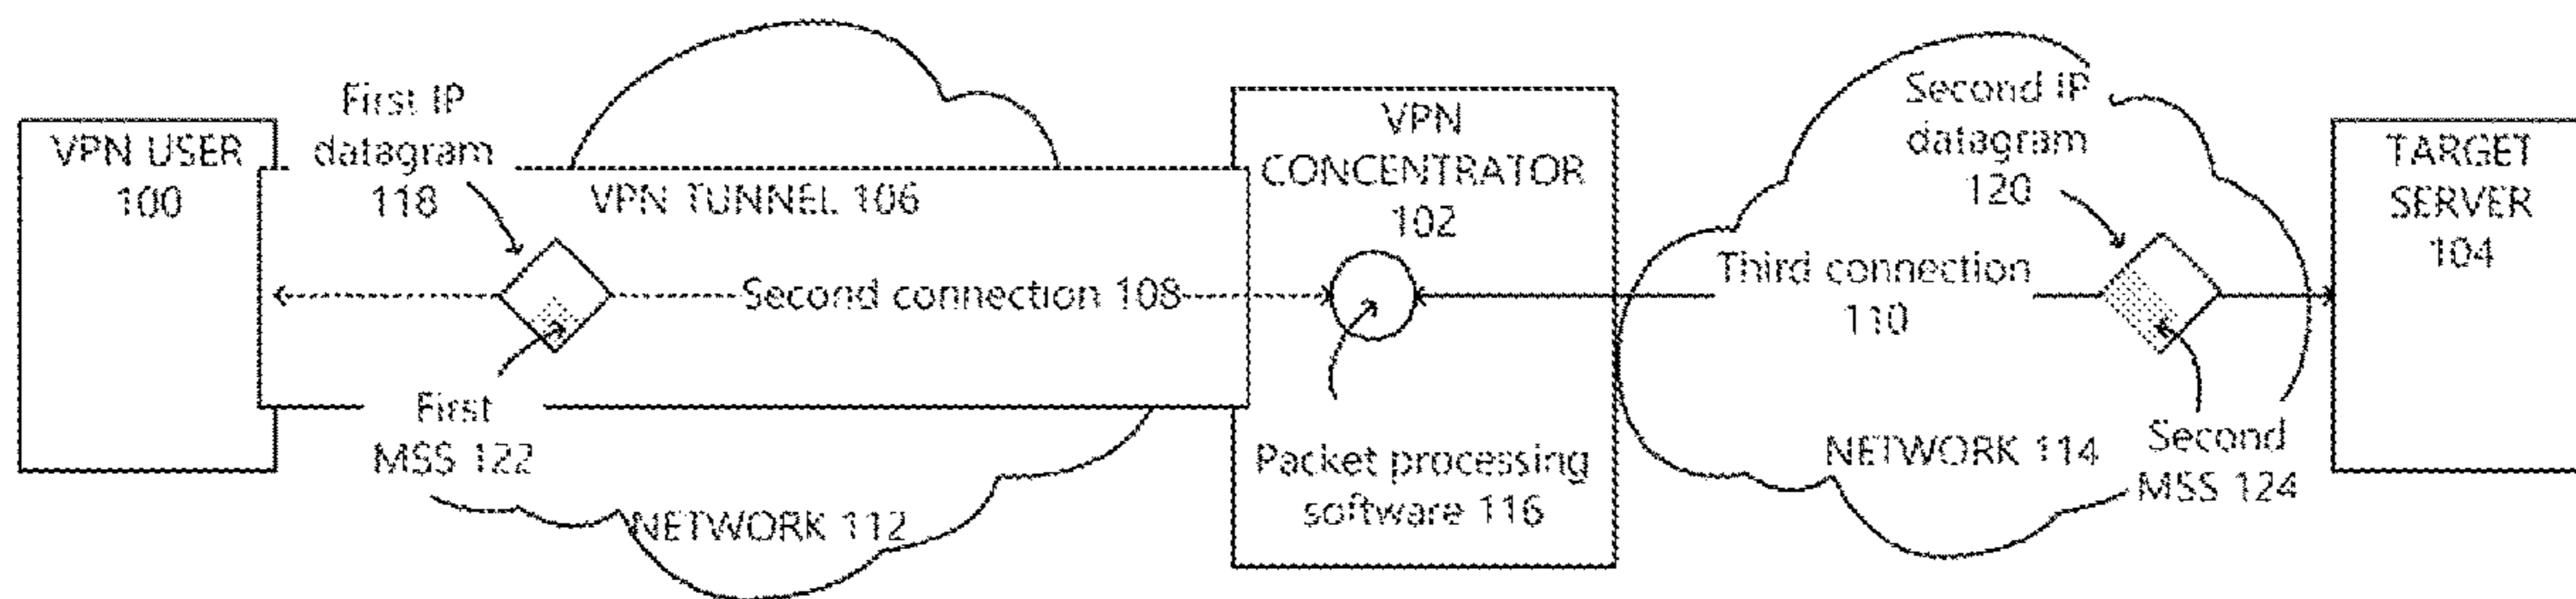 VPN USER
100
First IP
datagram
118
VPN TUNNEL 106
Second connection 108
First
MSS 122
NETWORK 112
VPN
CONCENTRATOR
102
Packet processing
software 116
Second IP
datagram
120
Third connection
110
NETWORK 114
Second
MSS 124
TARGET
SERVER
104